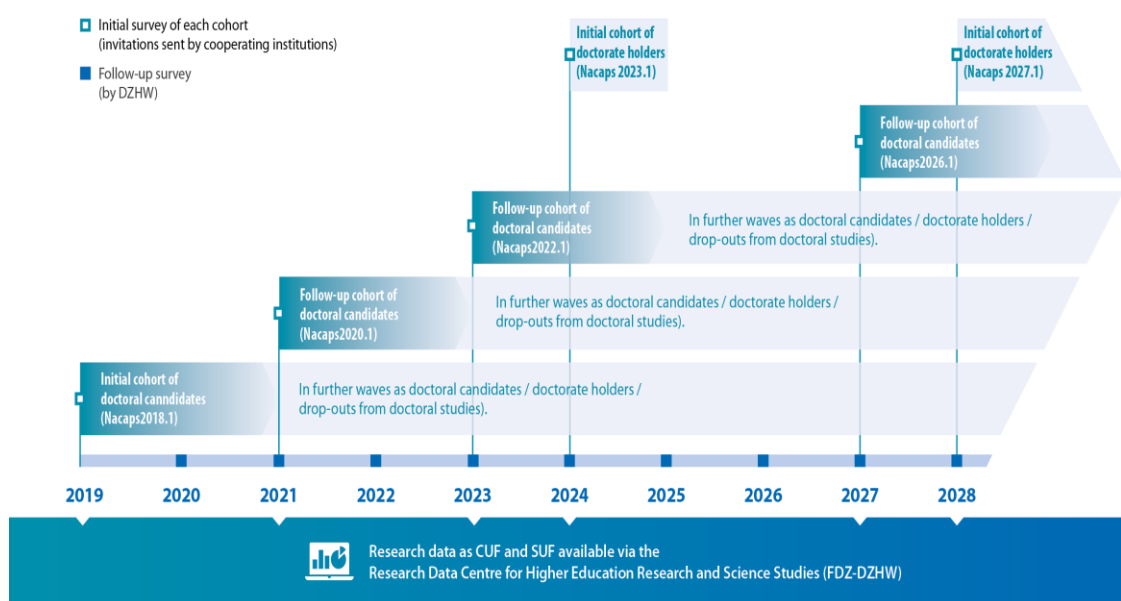 Initial survey of each cohort
(invitations sent by cooperating institutions)
Follow-up survey
(by DZHW)
Initial cohort of
doctorate holders
(Nacaps 2023.1)
Initial cohort of
doctorate holders
(Nacaps 2027.1)
Follow-up cohort of
doctoral candidates
(Nacaps2026.1)
Follow-up cohort of
doctoral candidates
(Nacaps2022.1)
In further waves as doctoral candidates / doctorate holders /
drop-outs from doctoral studies).
Follow-up cohort of
doctoral candidates
(Nacaps2020.1)
In further waves as doctoral candidates / doctorate holders /
drop-outs from doctoral studies).
Initial cohort of
doctoral canndidates
(Nacaps2018.1)
In further waves as doctoral candidates / doctorate holders /
drop-outs from doctoral studies).
2019 2020 2021 2022 2023 2024 2025 2026 2027 2028
Research data as CUF and SUF available via the
Research Data Centre for Higher Education Research and Science Studies (FDZ-DZHW)